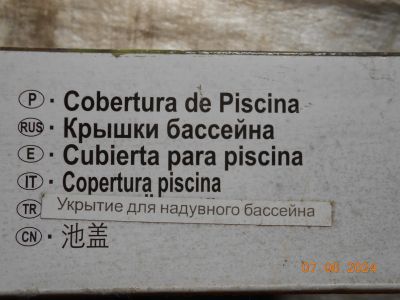 P · Cobertura de Piscina
RUS · Крышки бассейна
E · Cubierta para piscina
IT · Copertura piscina
TR Укрытие для надувного бассейна
CN · 池盖
07 08 2024